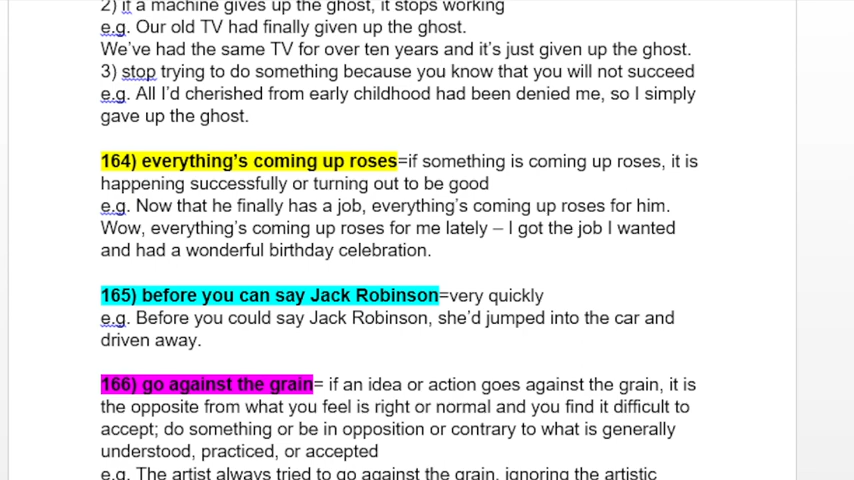 2) if a machine gives up the ghost, it stops working
e.g. Our old TV had finally given up the ghost.
We've had the same TV for over ten years and it's just given up the ghost.
3) stop trying to do something because you know that you will not succeed
e.g. All I'd cherished from early childhood had been denied me, so I simply
gave up the ghost.
164) everything's coming up roses=if something is coming up roses, it is
happening successfully or turning out to be good
e.g. Now that he finally has a job, everything's coming up roses for him.
Wow, everything's coming up roses for me lately – I got the job I wanted
and had a wonderful birthday celebration.
165) before you can say Jack Robinson=very quickly
e.g. Before you could say Jack Robinson, she'd jumped into the car and
driven away.
166) go against the grain= if an idea or action goes against the grain, it is
the opposite from what you feel is right or normal and you find it difficult to
accept; do something or be in opposition or contrary to what is generally
understood, practiced, or accepted
e.g. The artist always tried to go against the grain, ignoring the artistic